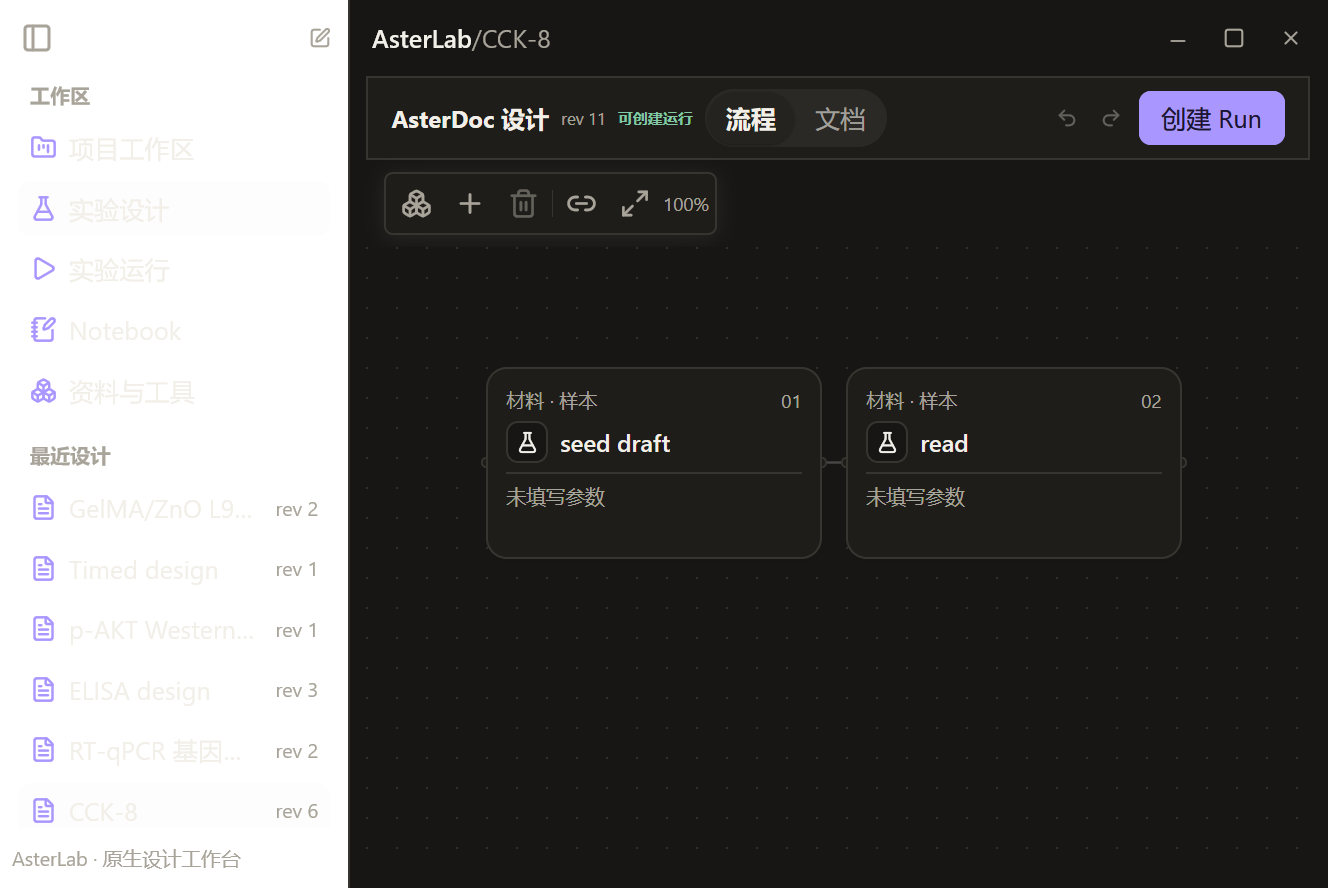 工作区
项目工作区
实验设计
实验运行
Notebook
资料与工具
最近设计
GelMA/ZnO L9... rev 2
Timed design rev 1
p-AKT Western... rev 1
ELISA design rev 3
RT-qPCR 基因... rev 2
CCK-8 rev 6
AsterLab · 原生设计工作台
AsterLab/CCK-8
AsterDoc 设计 rev 11 可创建运行 流程 文档 创建 Run
100%
材料 · 样本 01
seed draft
未填写参数
材料 · 样本 02
read
未填写参数